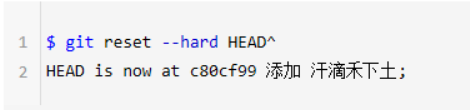 1 $ git reset --hard HEAD^
2 HEAD is now at c80cf99 添加 汗滴禾下土;